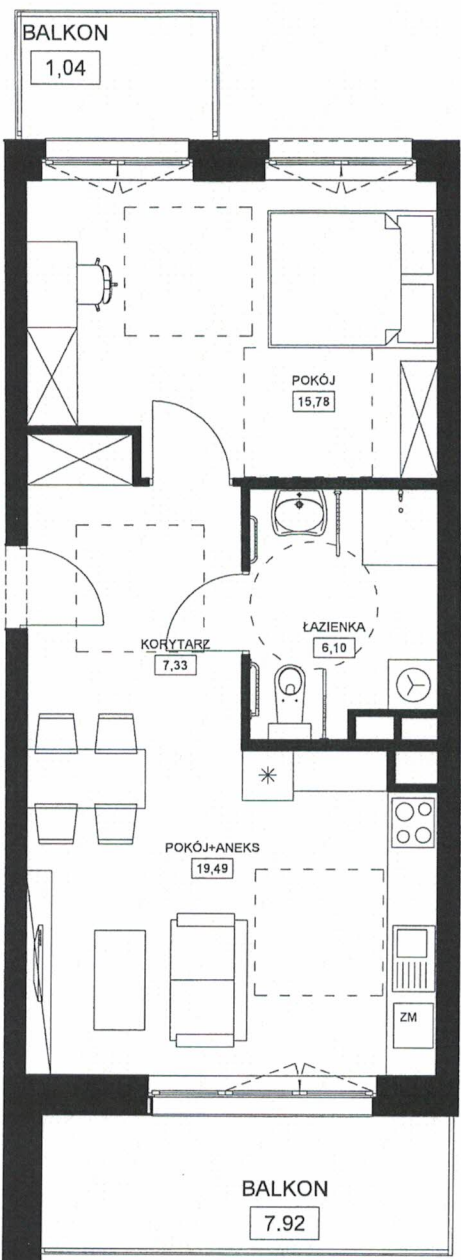 BALKON
1,04
POKÓJ
15,78
ŁAZIENKA
6,10
KORYTARZ
7,33
POKÓJ+ANEKS
19,49
ZM
BALKON
7.92